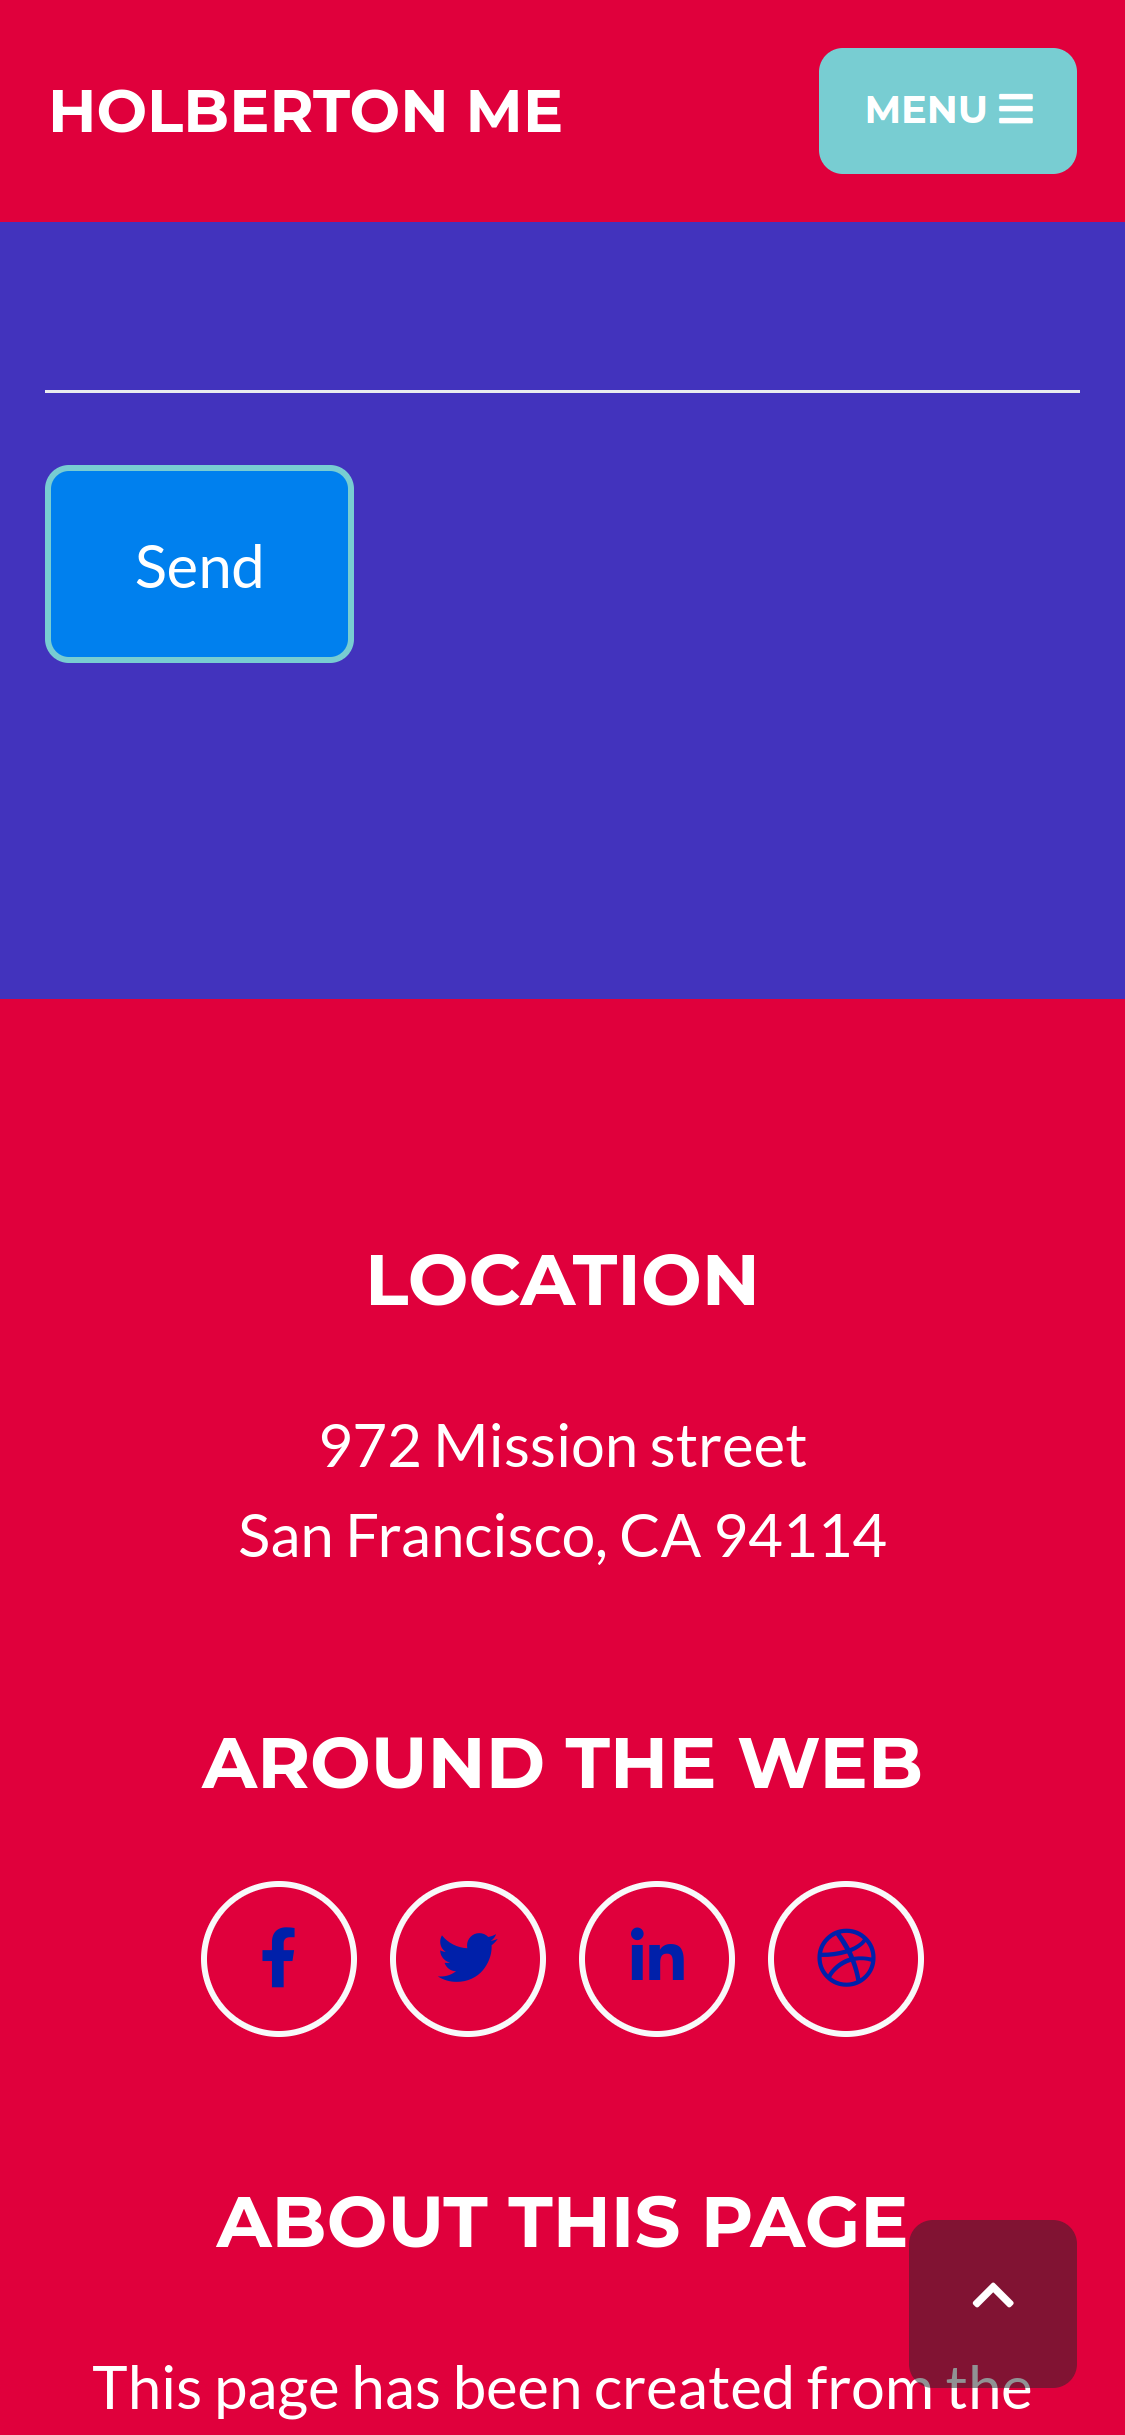 HOLBERTON ME
MENU
Send
LOCATION
972 Mission street
San Francisco, CA 94114
AROUND THE WEB
ABOUT THIS PAGE
This page has been created from the